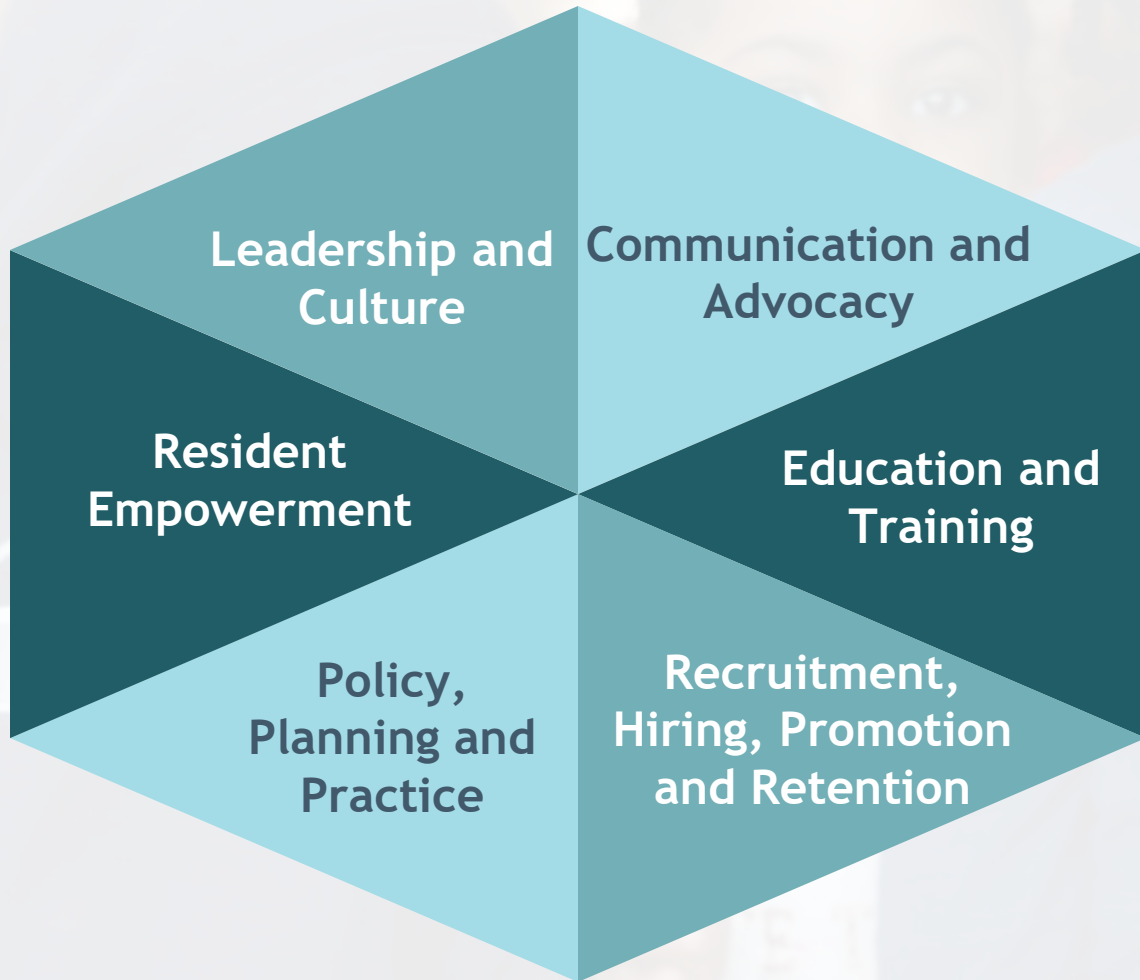 Leadership and
Culture
Communication and
Advocacy
Resident
Empowerment
Education and
Training
Policy,
Planning and
Practice
Recruitment,
Hiring, Promotion
and Retention